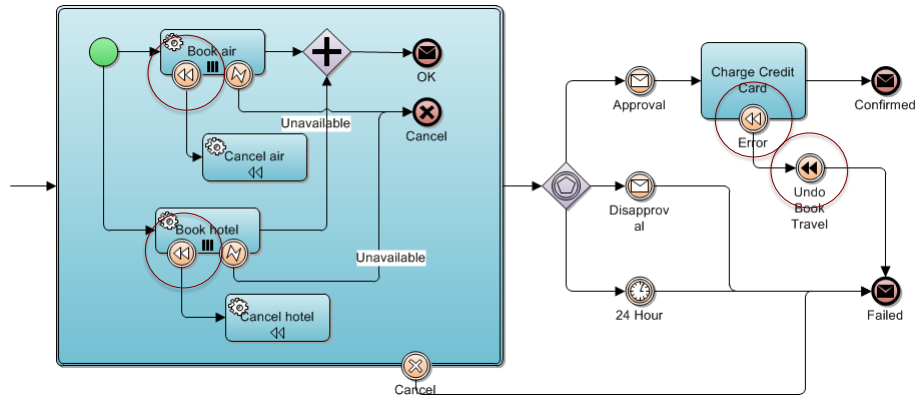 Book air
OK
Unavailable
Cancel
Cancel air
Book hotel
Unavailable
Cancel hotel
Cancel
Approval
Charge Credit
Card
Error
Confirmed
Undo
Book
Travel
Disapprov
al
24 Hour
Failed